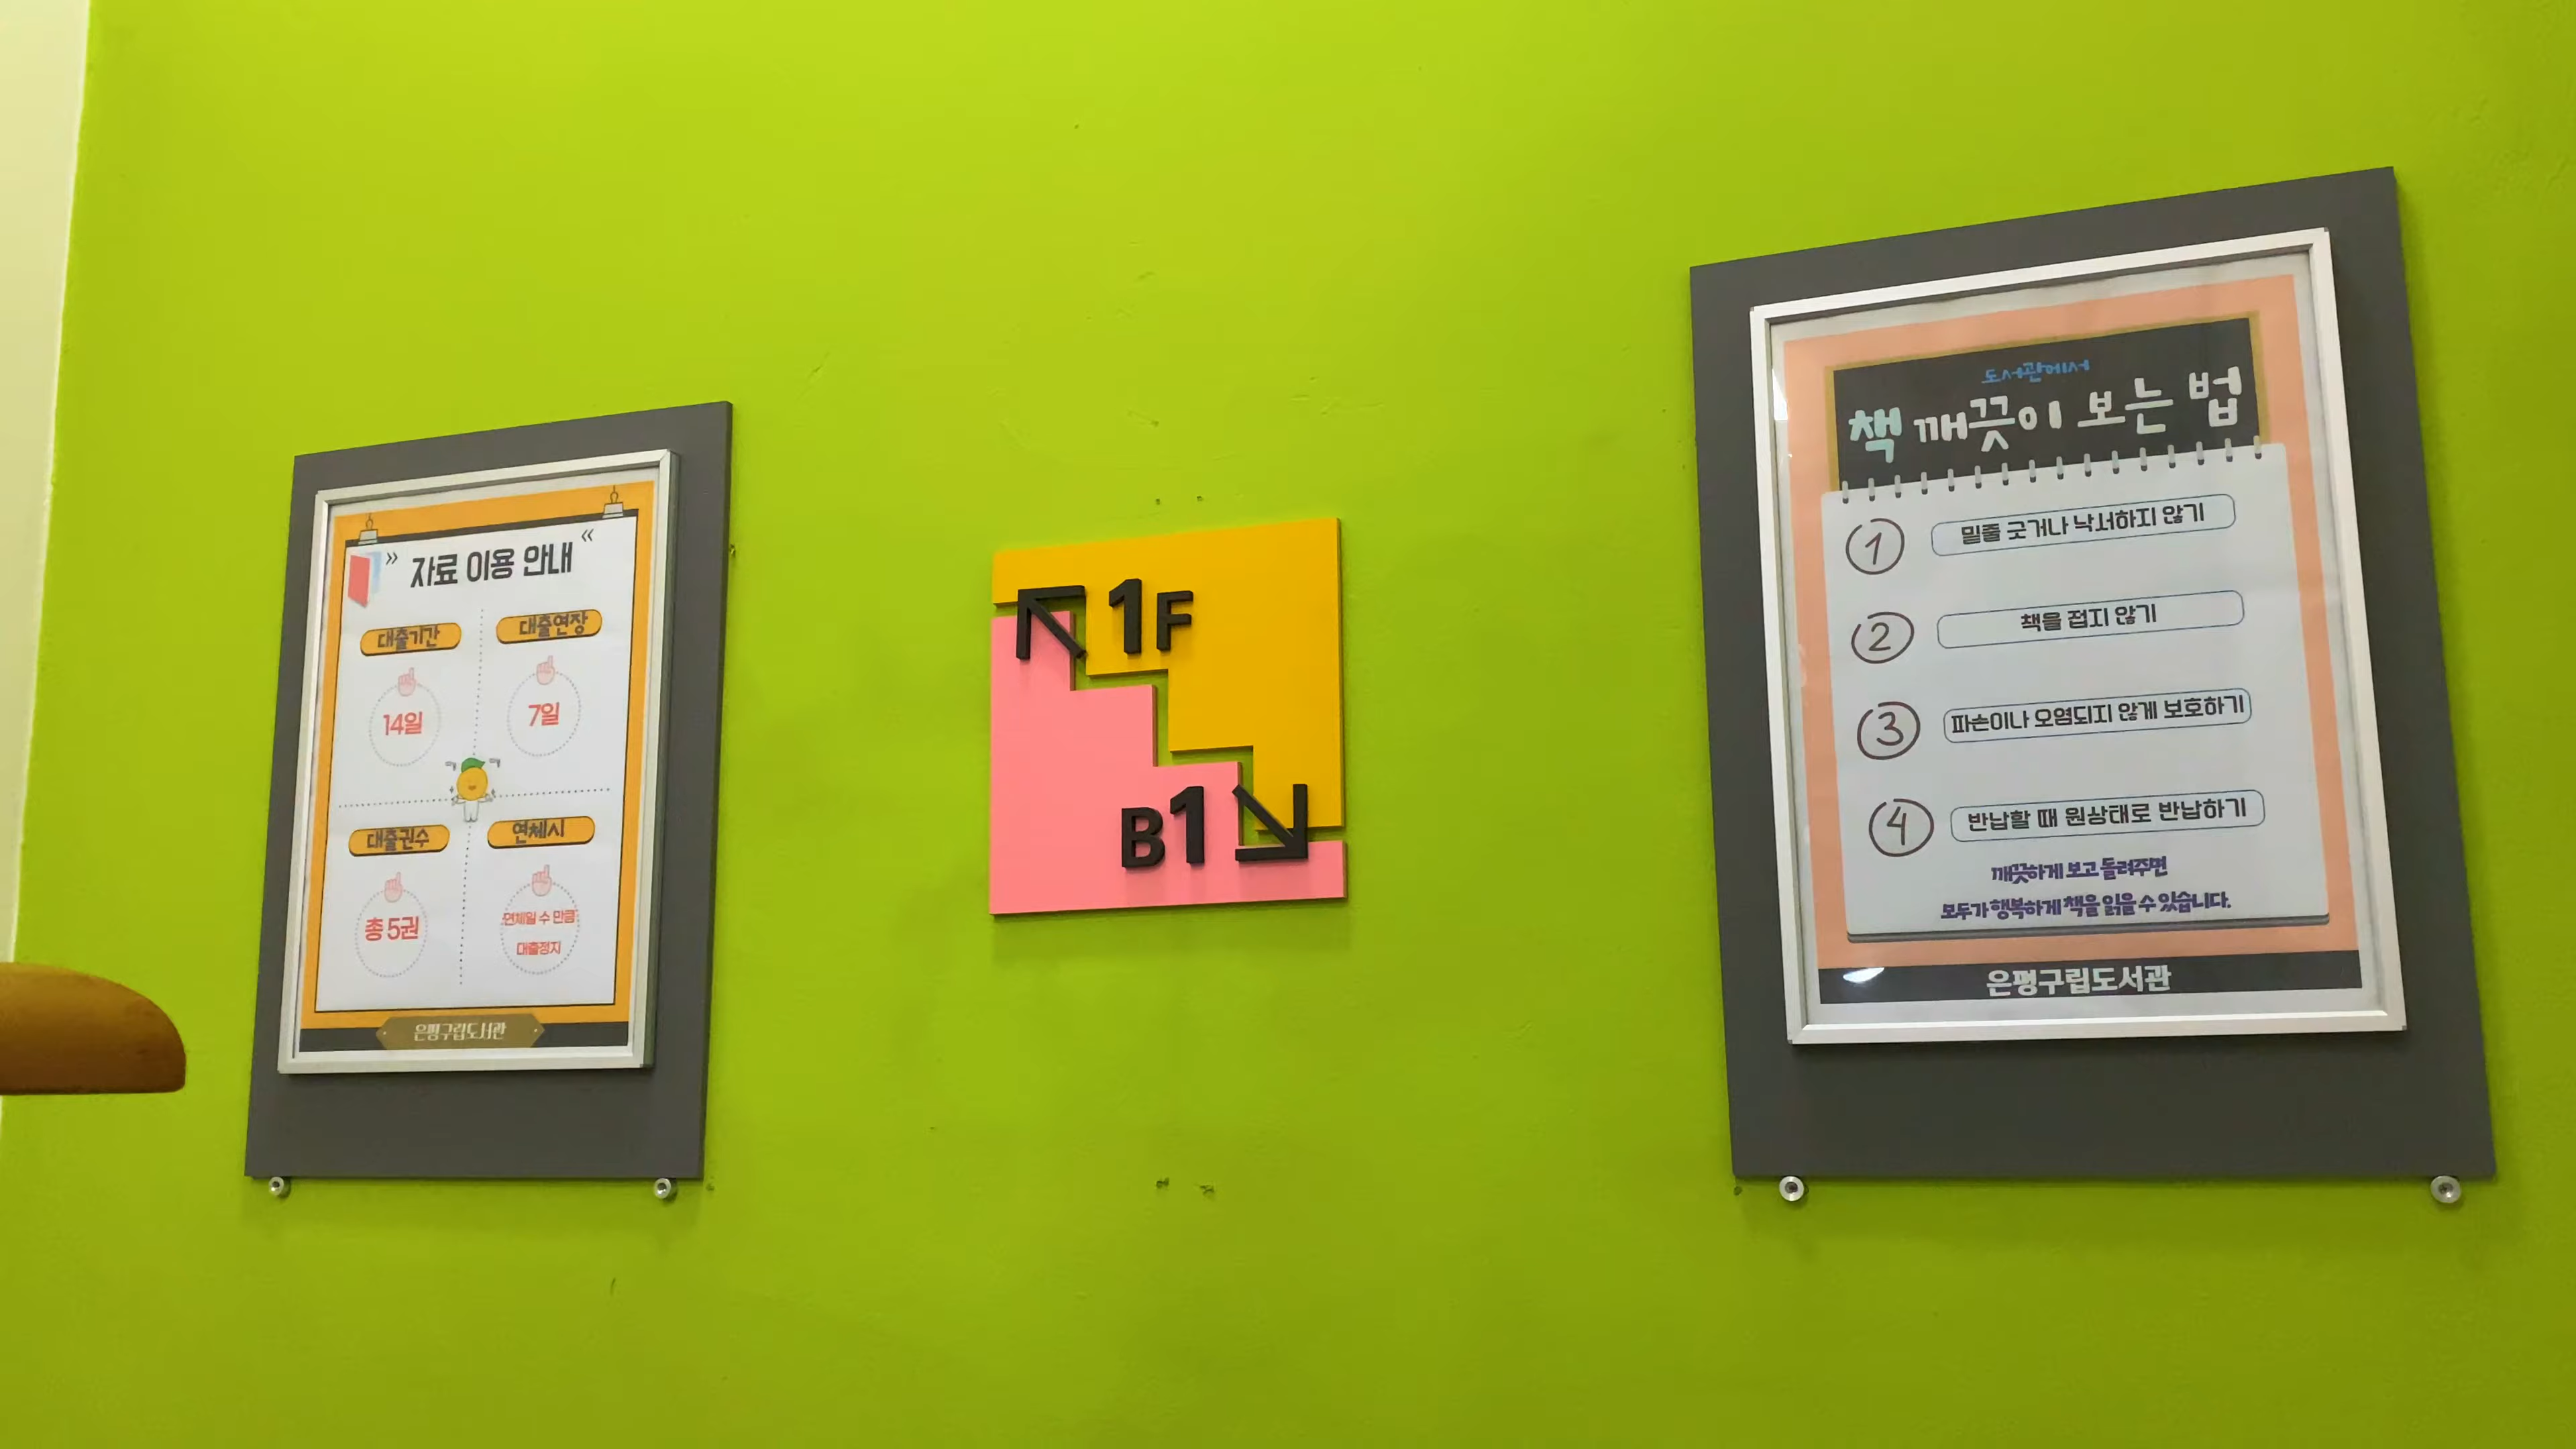 자료 이용 안내
대출기간
대출연장
14일
7일
대출권수
연체시
총 5권
연체일 수 만큼
대출정지
은평구립도서관
1F
B1
도서관에서
책 깨끗이 보는 법
1 밑줄 긋거나 낙서하지 않기
2 책을 접지 않기
3 파손이나 오염되지 않게 보호하기
4 반납할 때 원상태로 반납하기
깨끗하게 보고 돌려주면
모두가 행복하게 책을 읽을 수 있습니다.
은평구립도서관